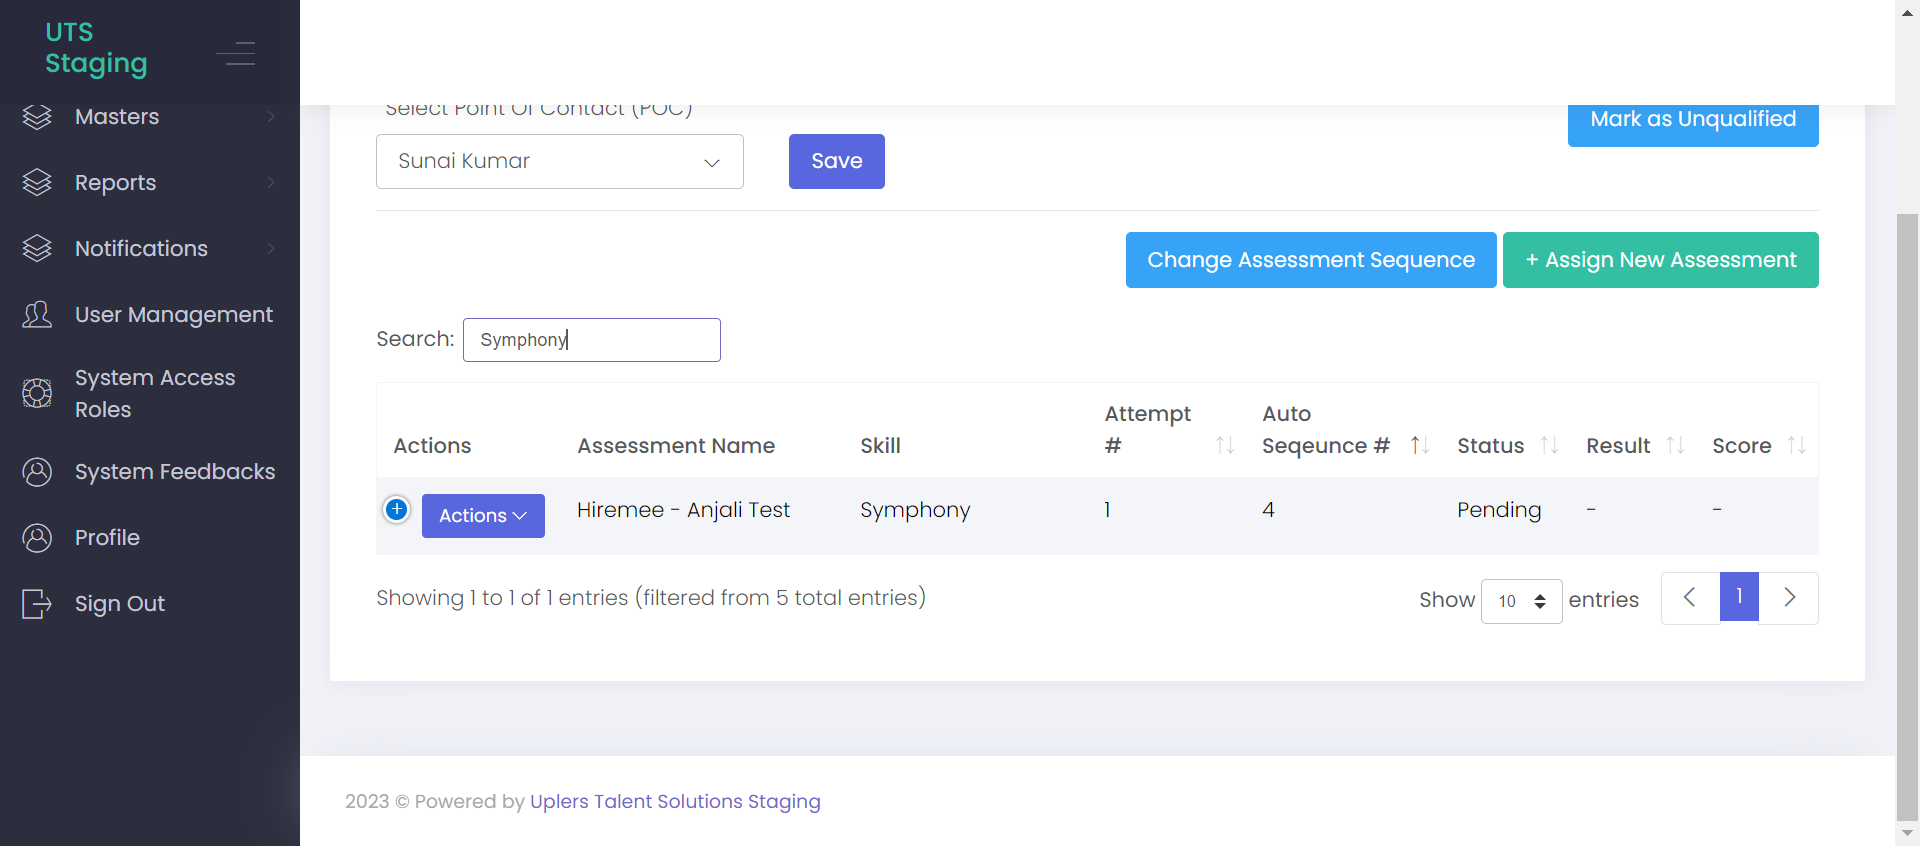 UTS
Staging
Masters
Reports
Notifications
User Management
System Access
Roles
System Feedbacks
Profile
Sign Out
Select Point Of Contact (POC)
Sunai Kumar
Save
Mark as Unqualified
Change Assessment Sequence
+ Assign New Assessment
Search: Symphony
Actions Assessment Name Skill Attempt # Auto Seqeunce # Status Result Score
Actions Hiremee - Anjali Test Symphony 1 4 Pending - -
Showing 1 to 1 of 1 entries (filtered from 5 total entries)
Show 10 entries
1
2023 © Powered by Uplers Talent Solutions Staging